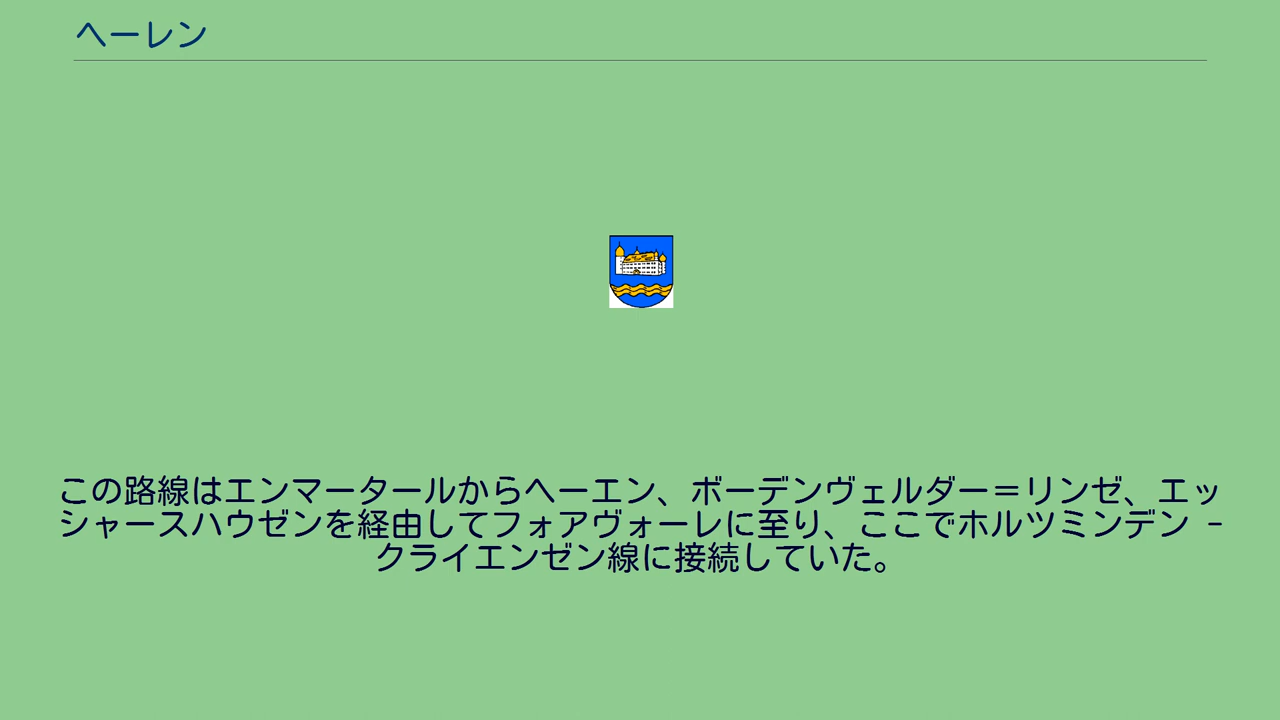 ヘーレン
この路線はエンマータールからヘーエン、ボーデンヴェルダー＝リンゼ、エッ
シャースハウゼンを経由してフォアヴォーレに至り、ここでホルツミンデン -
クライエンゼン線に接続していた。